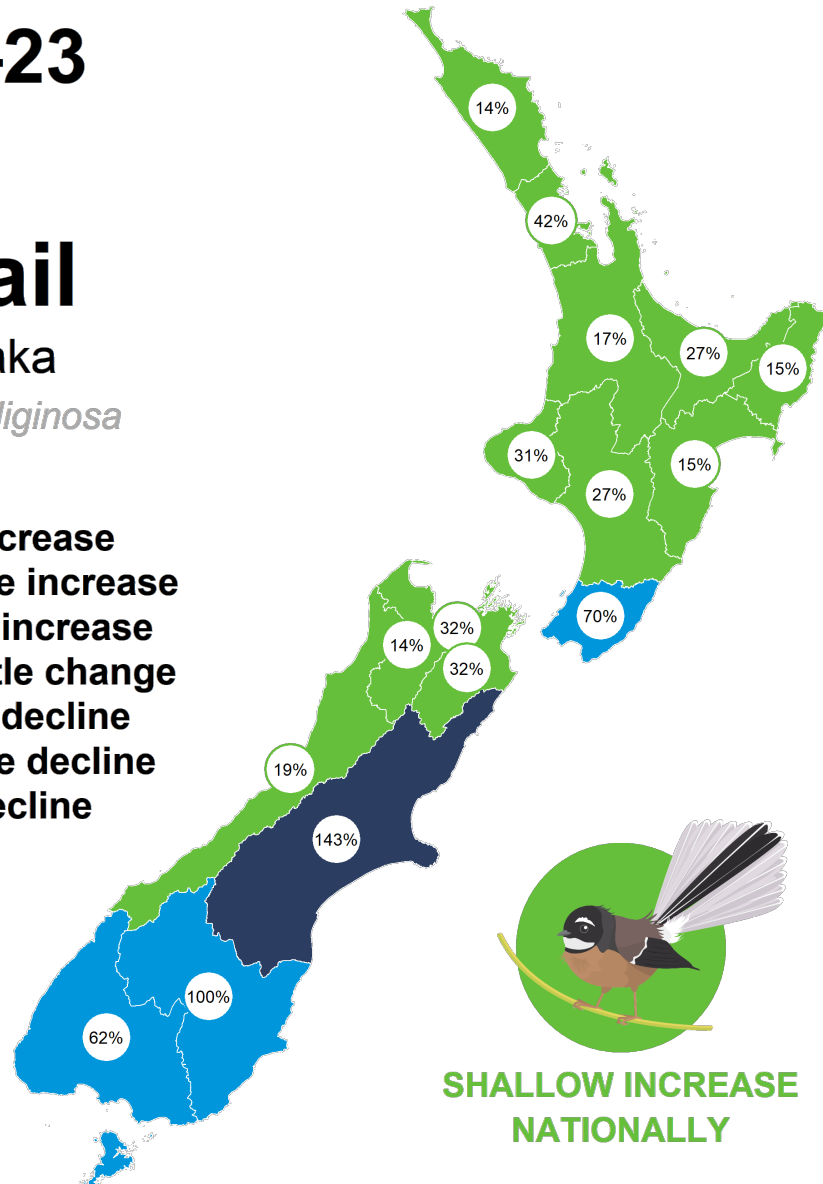 -23
ail
aka
liginosa
crease
e increase
increase
tle change
decline
e decline
ecline
14%
42%
17%
27%
15%
31%
27%
15%
70%
32%
14%
32%
19%
143%
100%
62%
SHALLOW INCREASE
NATIONALLY